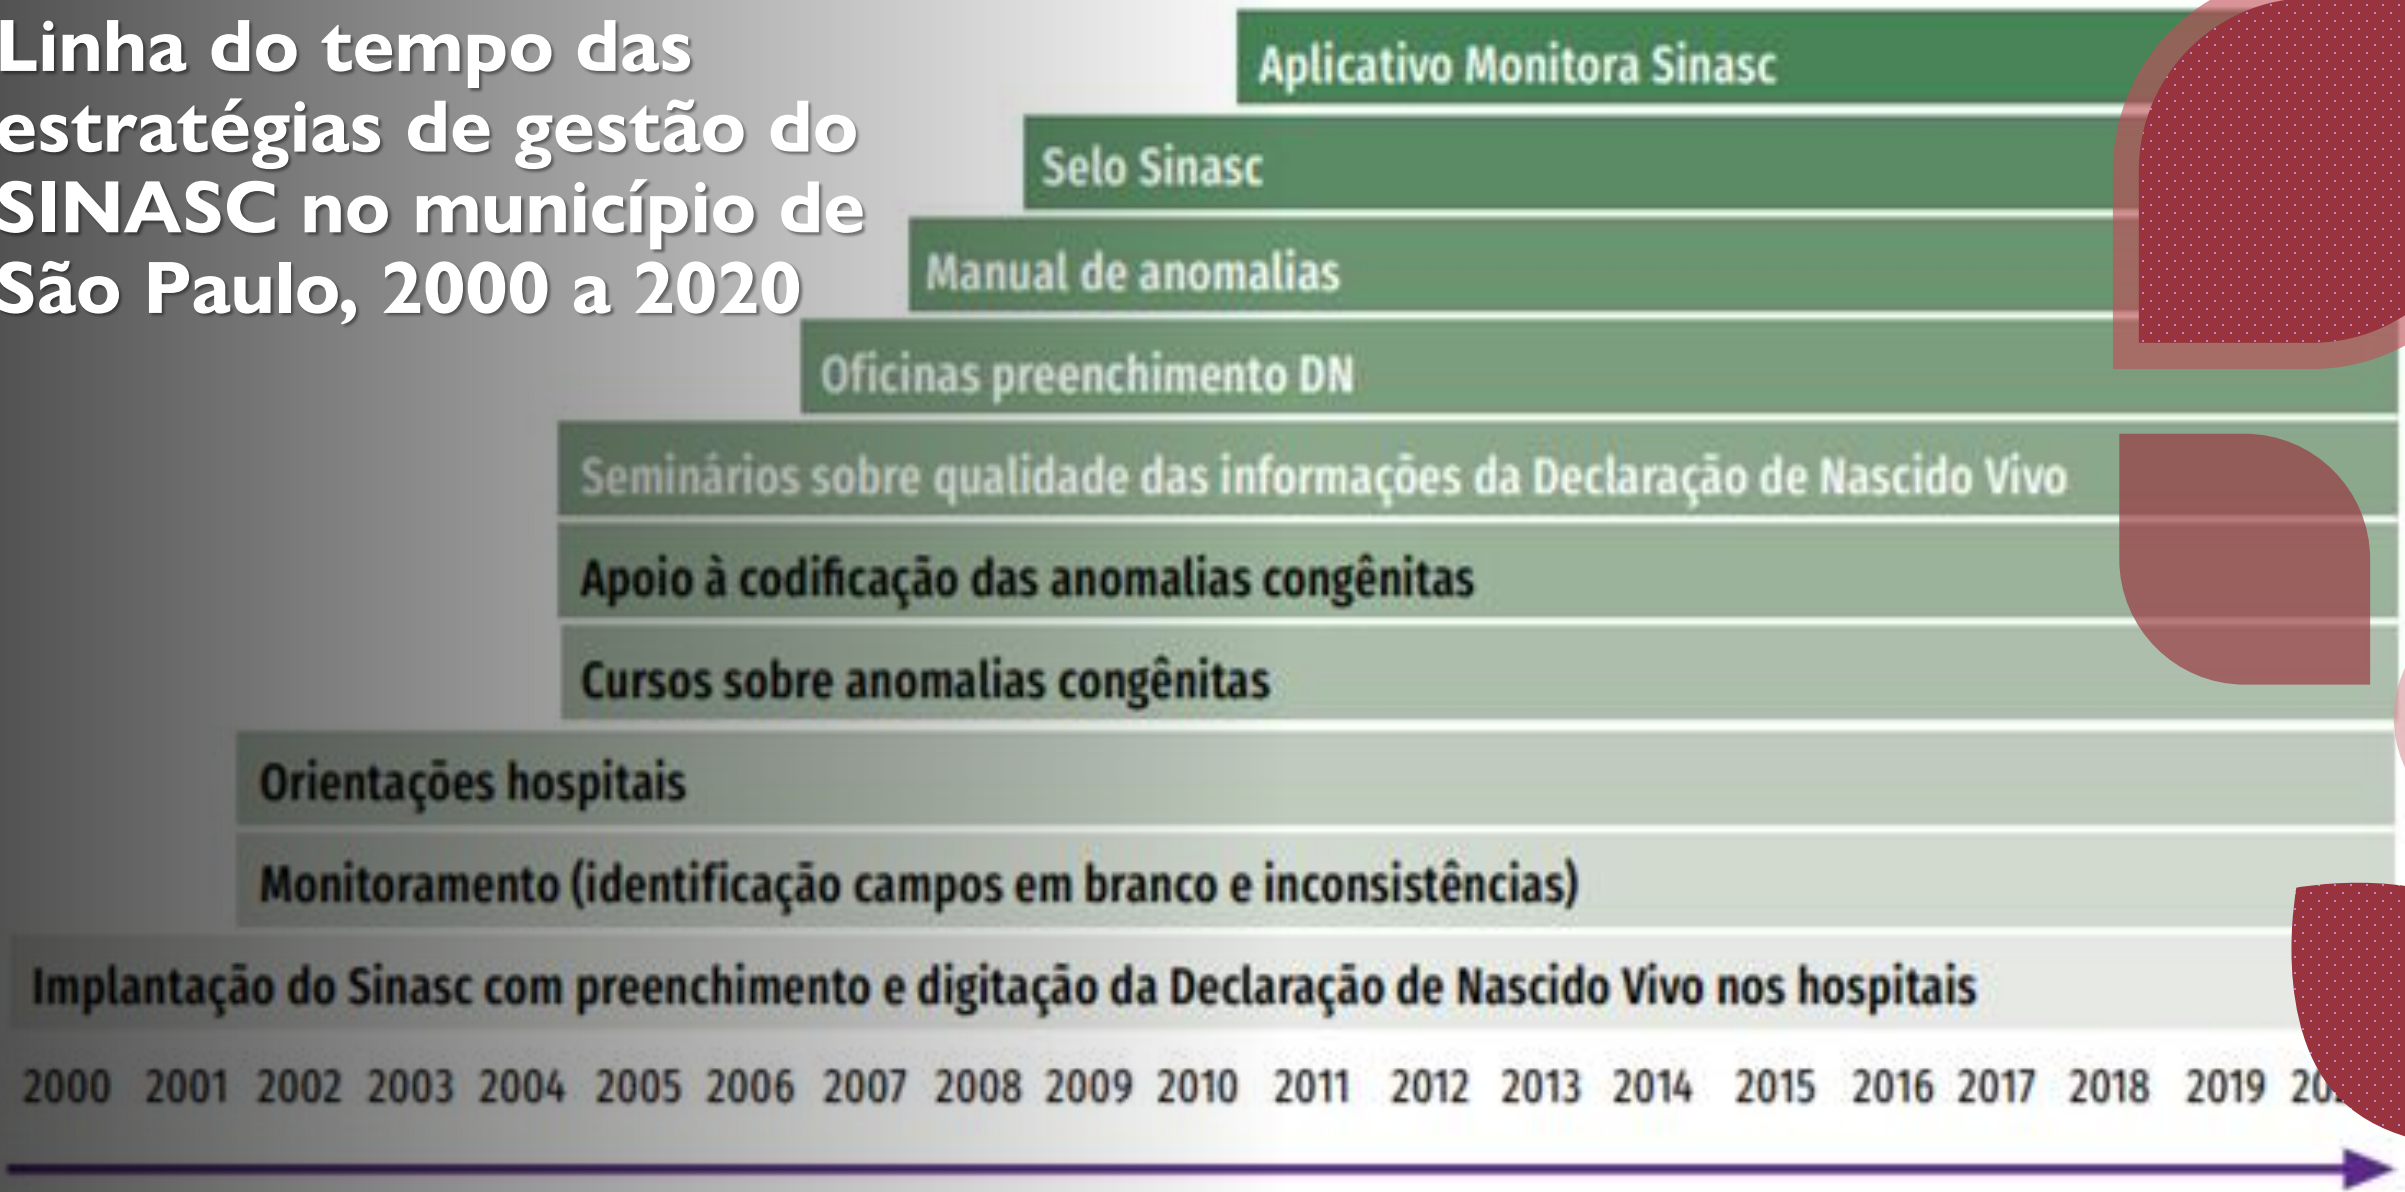 Linha do tempo das
estratégias de gestão do
SINASC no município de
São Paulo, 2000 a 2020
Aplicativo Monitora Sinasc
Selo Sinasc
Manual de anomalias
Oficinas preenchimento DN
Seminários sobre qualidade das informações da Declaração de Nascido Vivo
Apoio à codificação das anomalias congênitas
Cursos sobre anomalias congênitas
Orientações hospitais
Monitoramento (identificação campos em branco e inconsistências)
Implantação do Sinasc com preenchimento e digitação da Declaração de Nascido Vivo nos hospitais
2000 2001 2002 2003 2004 2005 2006 2007 2008 2009 2010 2011 2012 2013 2014 2015 2016 2017 2018 2019